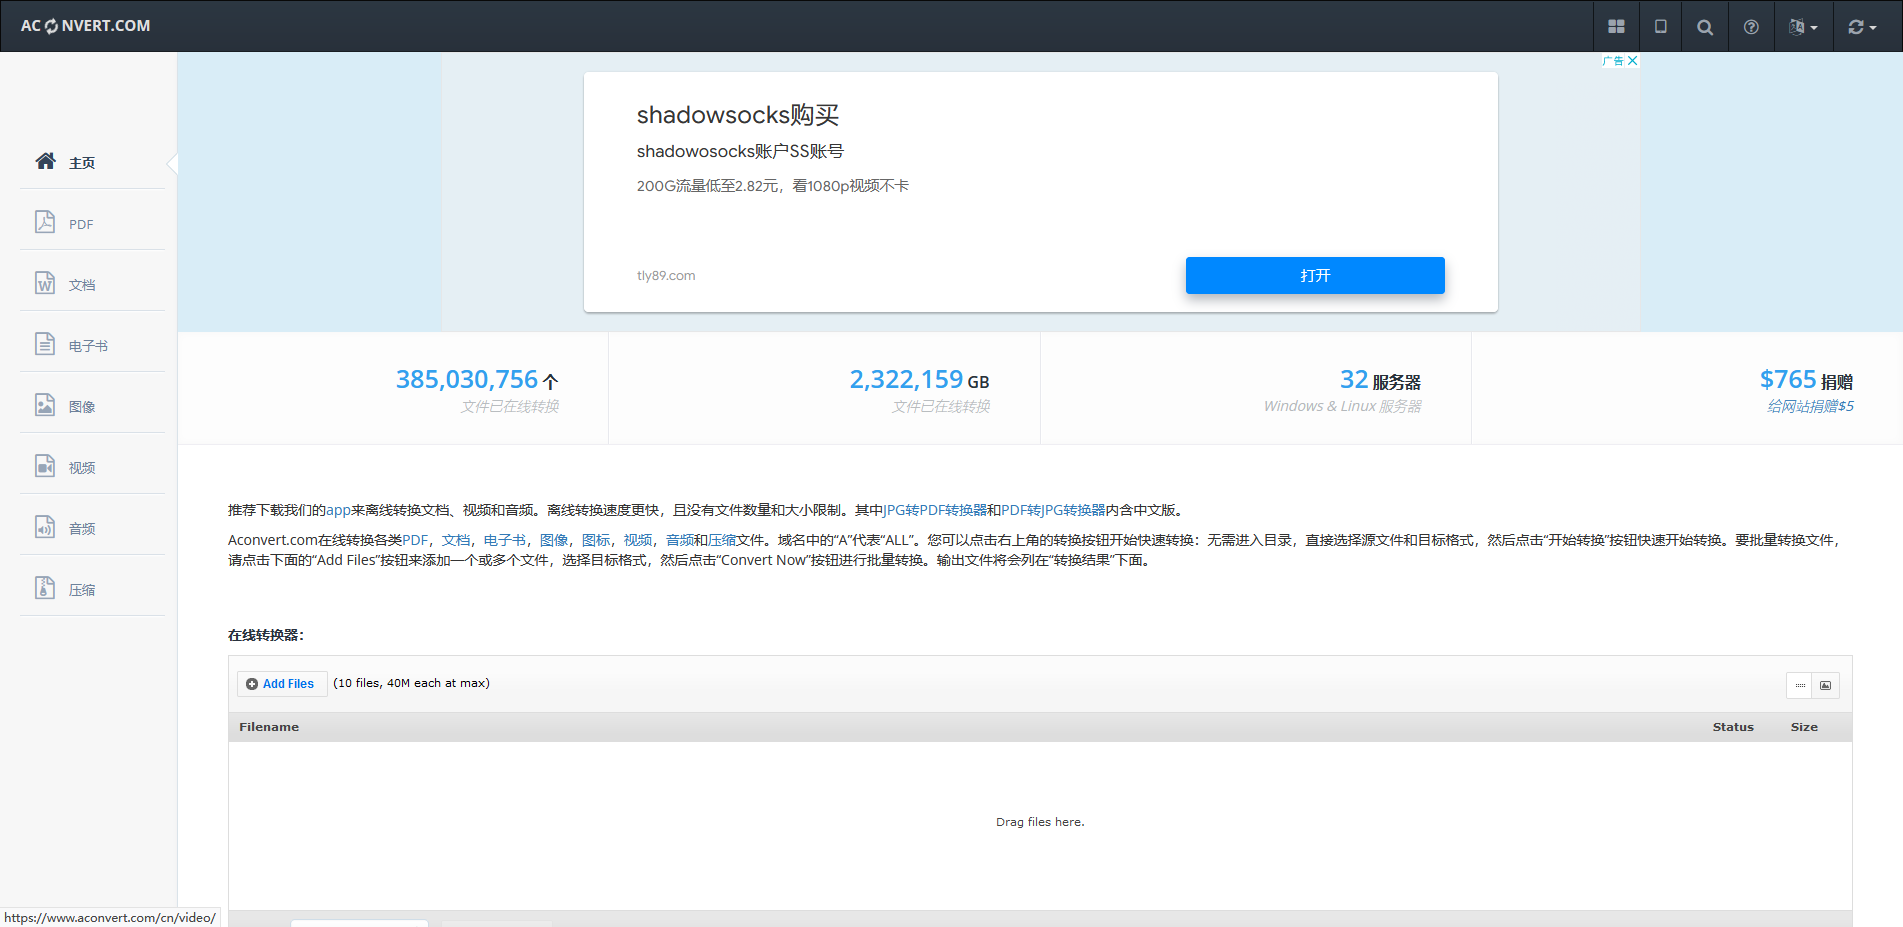 AC NVERT.COM
广告
shadowsocks购买
shadowosocks账户SS账号
200G流量低至2.82元，看1080p视频不卡
tly89.com
打开
主页
PDF
文档
电子书
图像
视频
音频
压缩
385,030,756 个
文件已在线转换
2,322,159 GB
文件已在线转换
32 服务器
Windows & Linux 服务器
$765 捐赠
给网站捐赠$5
推荐下载我们的app来离线转换文档、视频和音频。离线转换速度更快，且没有文件数量和大小限制。其中JPG转PDF转换器和PDF转JPG转换器内含中文版。
Aconvert.com在线转换各类PDF，文档，电子书，图像，图标，视频，音频和压缩文件。域名中的“A”代表“ALL”。您可以点击右上角的转换按钮开始快速转换：无需进入目录，直接选择源文件和目标格式，然后点击“开始转换”按钮快速开始转换。要批量转换文件，
请点击下面的“Add Files”按钮来添加一个或多个文件，选择目标格式，然后点击“Convert Now”按钮进行批量转换。输出文件将会列在“转换结果”下面。
在线转换器：
Add Files (10 files, 40M each at max)
Filename Status Size
Drag files here.
https://www.aconvert.com/cn/video/